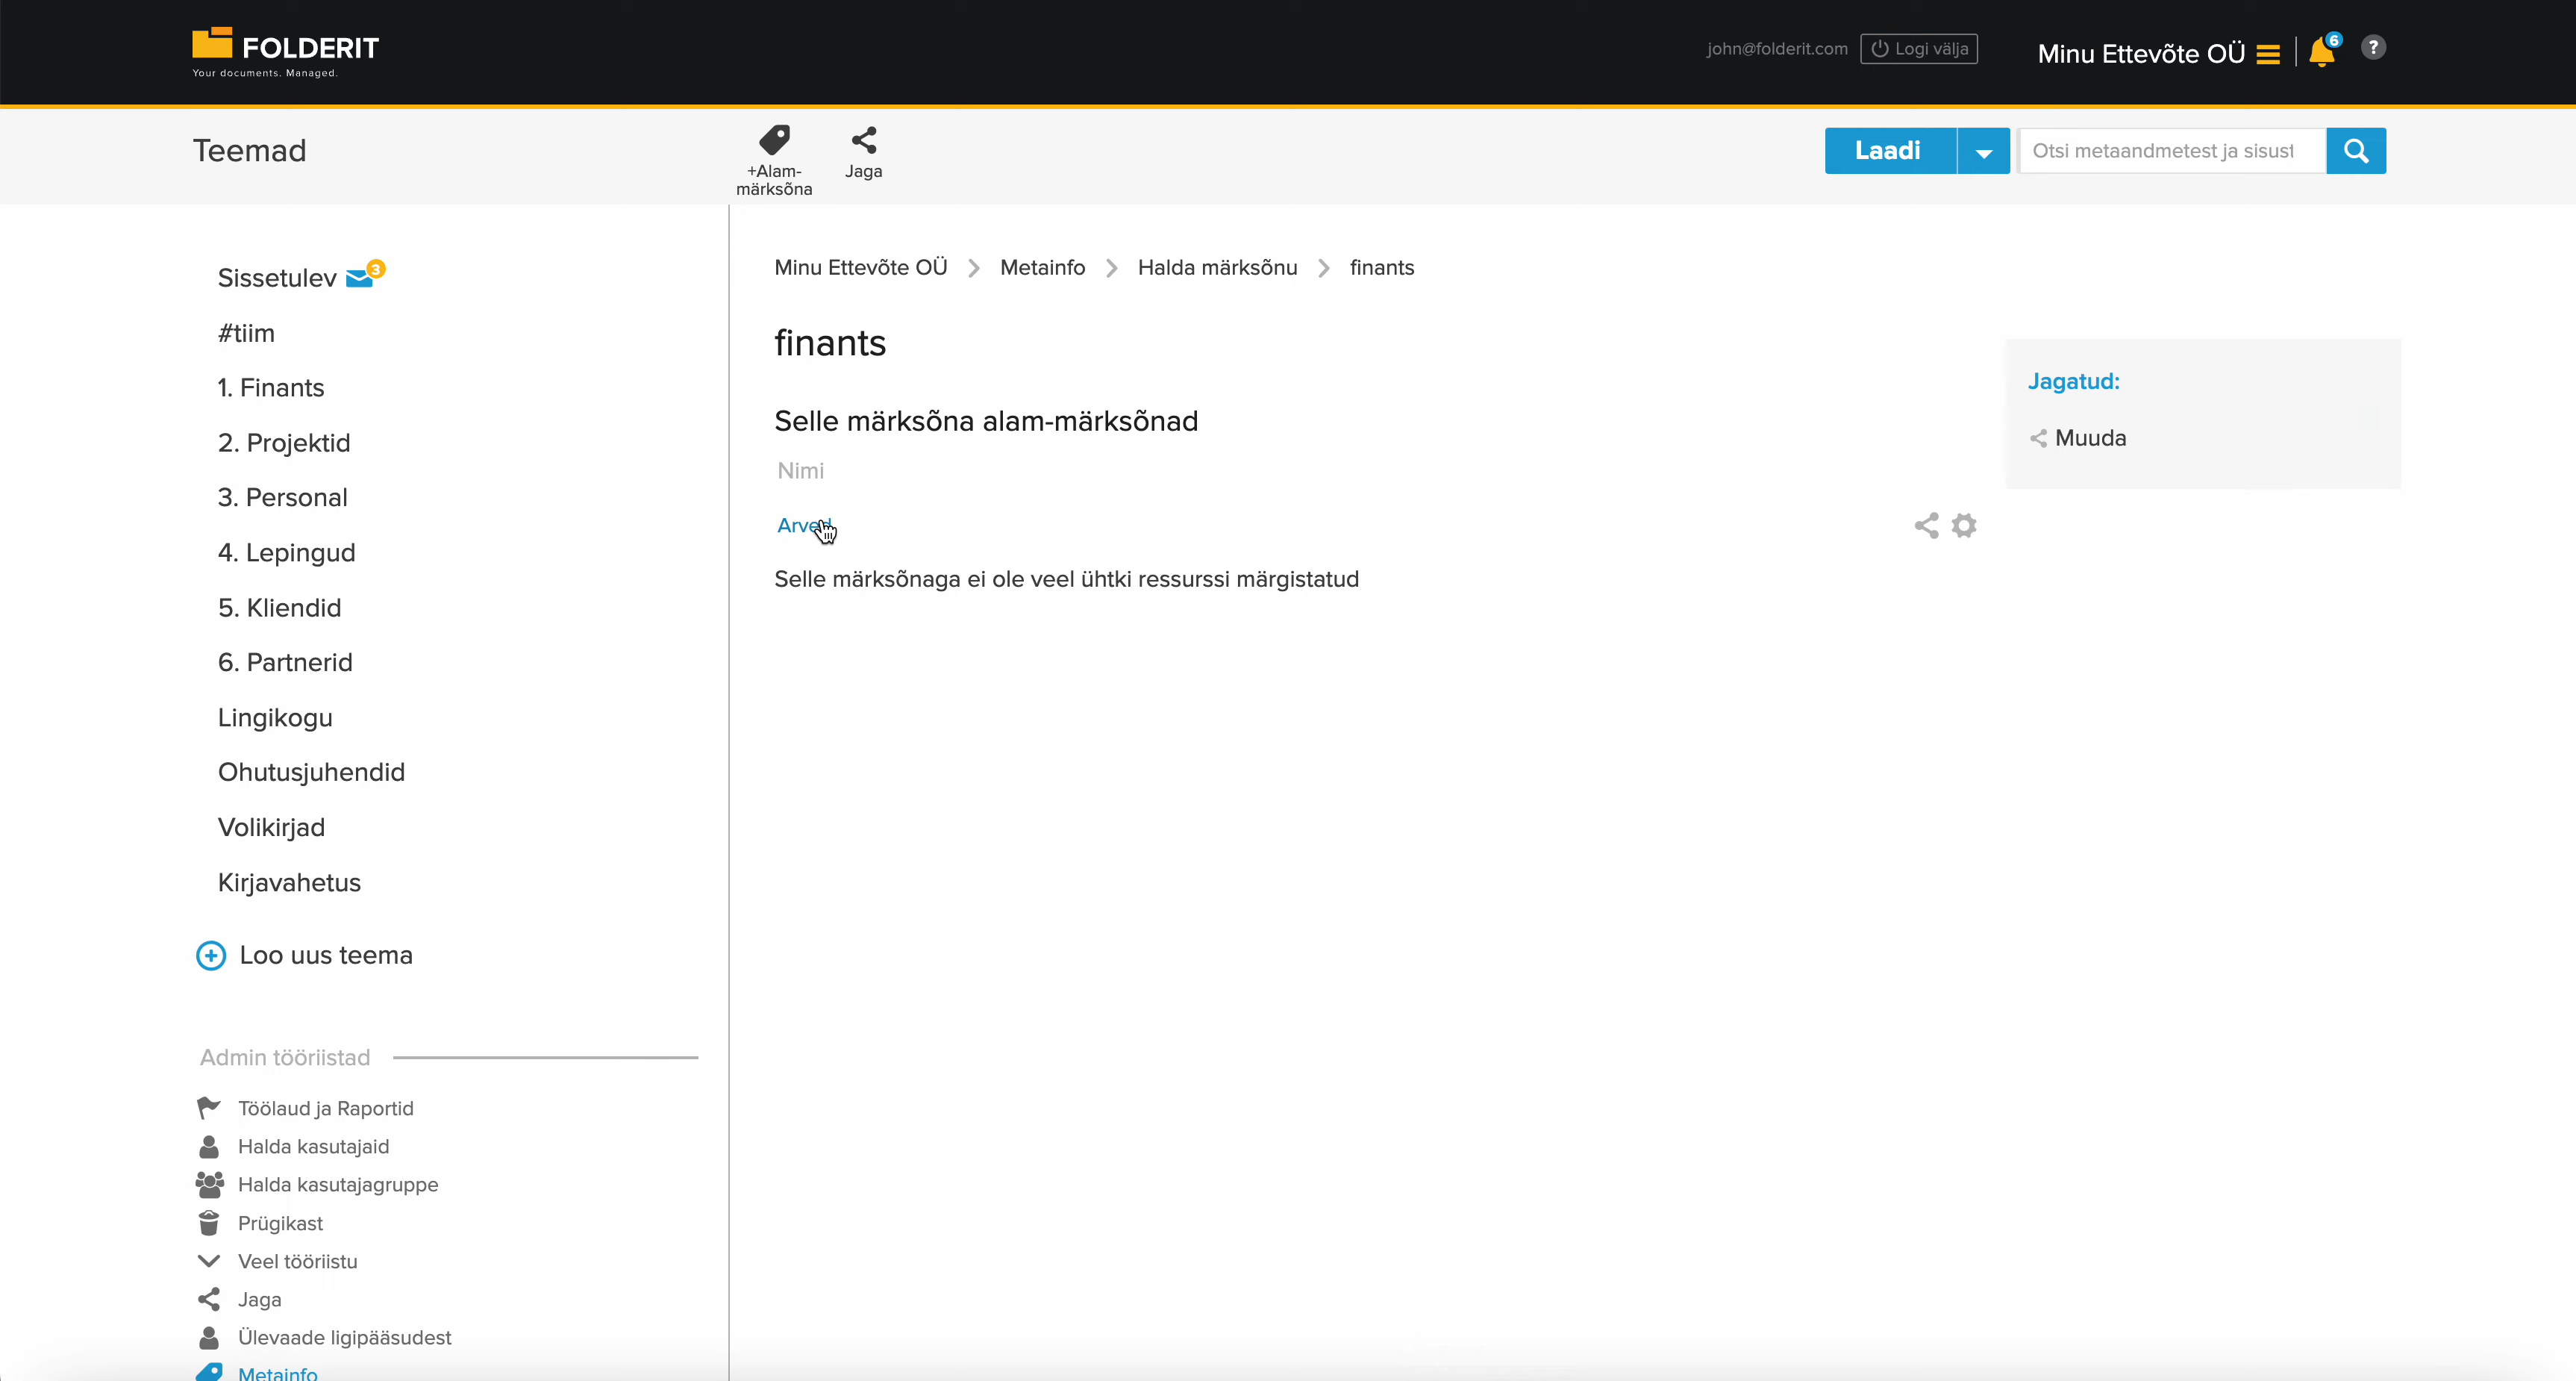 FOLDERIT
Your documents. Managed.
john@folderit.com
Logi välja
Minu Ettevõte OÜ
6
?
Teemad
+Alam-
märksõna
Jaga
Laadi
Otsi metaandmetest ja sisust
Sissetulev 3
#tiim
1. Finants
2. Projektid
3. Personal
4. Lepingud
5. Kliendid
6. Partnerid
Lingikogu
Ohutusjuhendid
Volikirjad
Kirjavahetus
Loo uus teema
Admin tööriistad
Töölaud ja Raportid
Halda kasutajaid
Halda kasutajagruppe
Prügikast
Veel tööriistu
Jaga
Ülevaade ligipääsudest
Metainfo
Minu Ettevõte OÜ > Metainfo > Halda märksõnu > finants
finants
Selle märksõna alam-märksõnad
Nimi
Arved
Selle märksõnaga ei ole veel ühtki ressurssi märgistatud
Jagatud:
Muuda